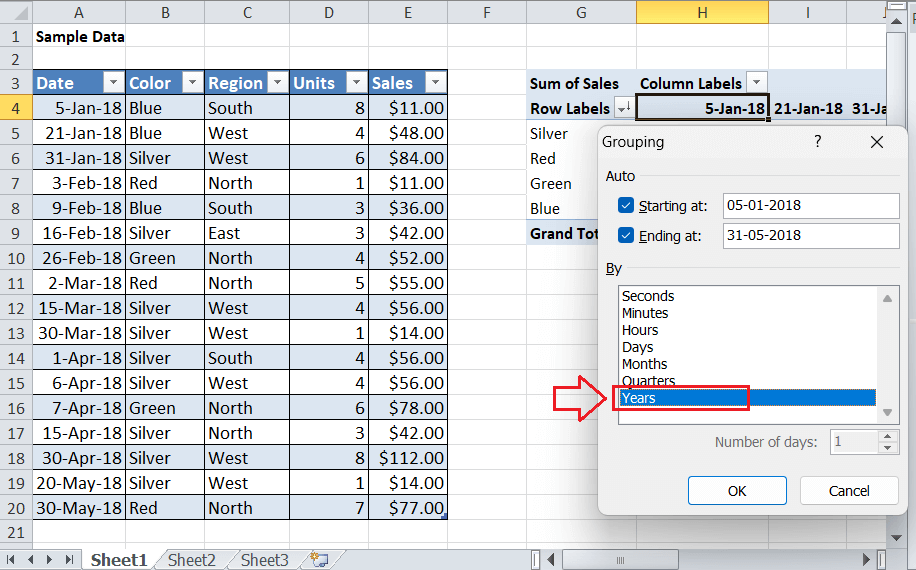 A B C D E F G H I
1 Sample Data
2
3 Date Color Region Units Sales Sum of Sales Column Labels
4 5-Jan-18 Blue South 8 $11.00 Row Labels 5-Jan-18 21-Jan-18 31-Ja
5 21-Jan-18 Blue West 4 $48.00 Silver
6 31-Jan-18 Silver West 6 $84.00 Red
7 3-Feb-18 Red North 1 $11.00 Green
8 9-Feb-18 Blue South 3 $36.00 Blue
9 16-Feb-18 Silver East 3 $42.00 Grand Tot
10 26-Feb-18 Green North 4 $52.00
11 2-Mar-18 Red North 5 $55.00
12 15-Mar-18 Silver West 4 $56.00
13 30-Mar-18 Silver West 1 $14.00
14 1-Apr-18 Silver South 4 $56.00
15 6-Apr-18 Silver West 4 $56.00
16 7-Apr-18 Green North 6 $78.00
17 15-Apr-18 Silver North 3 $42.00
18 30-Apr-18 Silver West 8 $112.00
19 20-May-18 Silver West 1 $14.00
20 30-May-18 Red North 7 $77.00
21
Grouping ?
Auto
Starting at: 05-01-2018
Ending at: 31-05-2018
By
Seconds
Minutes
Hours
Days
Months
Quarters
Years
Number of days: 1
OK Cancel
Sheet1 Sheet2 Sheet3